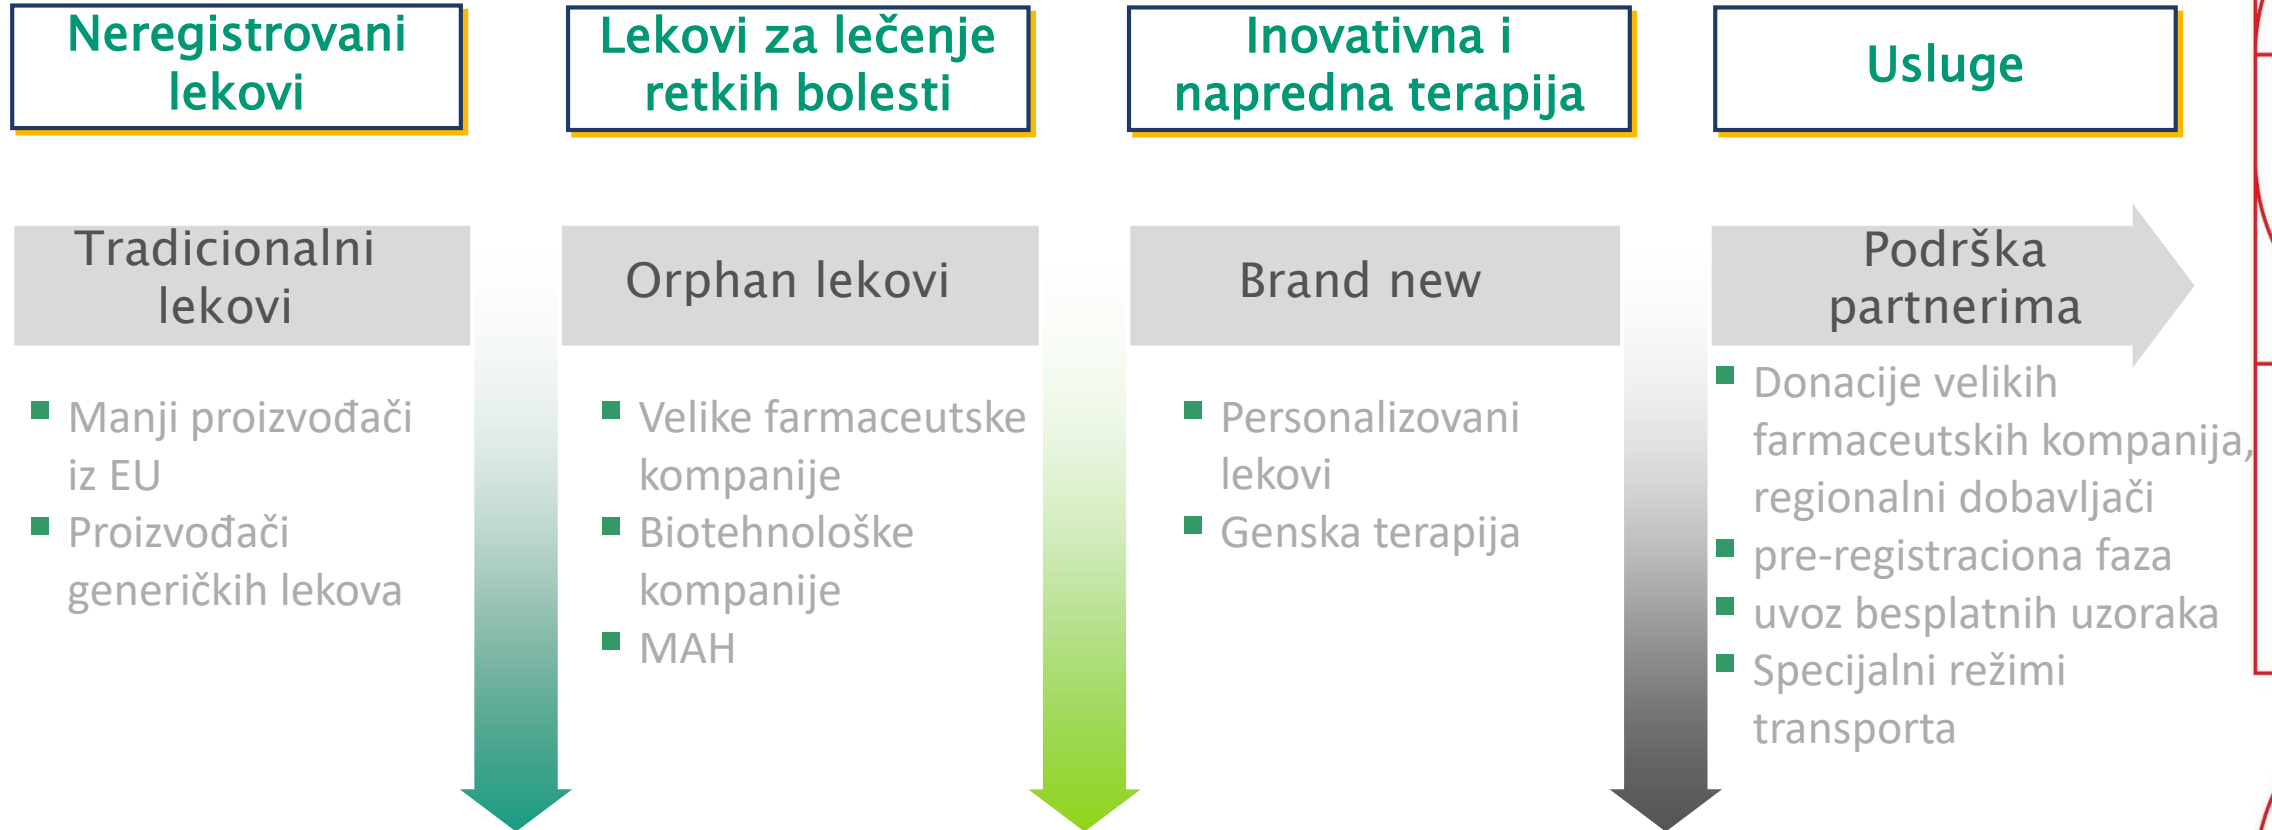 Neregistrovani
lekovi
Lekovi za lečenje
retkih bolesti
Inovativna i
napredna terapija
Usluge
Tradicionalni
lekovi
Orphan lekovi
Brand new
Podrška
partnerima
Manji proizvođači
iz EU
Proizvođači
generičkih lekova
Velike farmaceutske
kompanije
Biotehnološke
kompanije
MAH
Personalizovani
lekovi
Genska terapija
Donacije velikih
farmaceutskih kompanija,
regionalni dobavljači
pre-registraciona faza
uvoz besplatnih uzoraka
Specijalni režimi
transporta